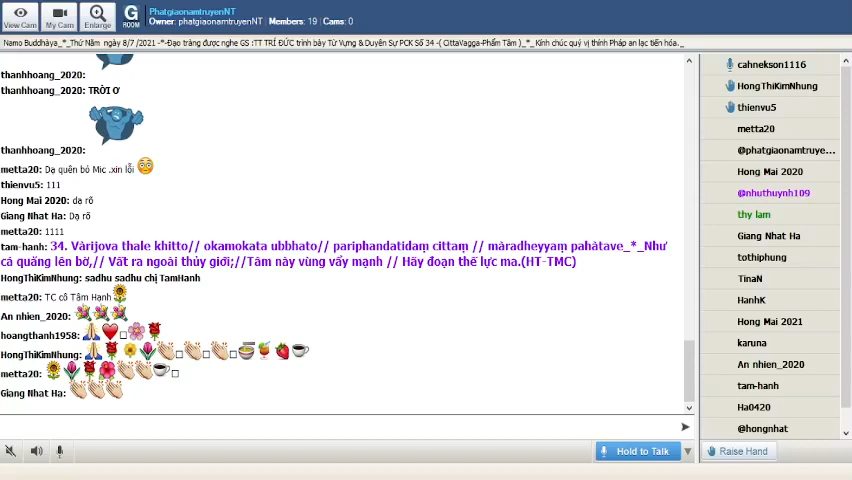 PhatgiaonamtruyenNT
Owner: phatgiaonamtruyenNT | Members: 19 | Cams: 0
View Cam
My Cam
Enlarge
G
ROOM
Namo Buddhàya_*_Thứ Năm ngày 8/7 /2021 -*-Đạo tràng được nghe GS :TT TRÍ ĐỨC trình bày Từ Vựng & Duyên Sự PCK Số 34 -( CittaVagga-Phẩm Tâm )_*_ Kính chúc quý vị thính Pháp an lạc tiến hóa._
thanhhoang_2020:
thanhhoang_2020: TRỜI Ơ
thanhhoang_2020:
metta20: Dạ quên bỏ Mic .xin lỗi
thienvu5: 111
Hong Mai 2020: dạ rõ
Giang Nhat Ha: Dạ rõ
metta20: 1111
tam-hanh: 34. Vàrijova thale khitto// okamokata ubbhato// pariphandatidaṃ cittaṃ // màradheyyaṃ pahàtave_*_Như
cá quăng lên bờ,// Vất ra ngoài thủy giới;//Tâm này vùng vẫy mạnh // Hãy đoạn thế lực ma.(HT-TMC)
HongThiKimNhung: sadhu sadhu chị TamHanh
metta20: TC cô Tâm Hạnh
An nhien_2020:
hoangthanh1958:
HongThiKimNhung:
metta20:
Giang Nhat Ha:
cahnekson1116
HongThiKimNhung
thienvu5
metta20
@phatgiaonamtruye...
Hong Mai 2020
@nhuthuynh109
thy lam
Giang Nhat Ha
tothiphung
TinaN
HanhK
Hong Mai 2021
karuna
An nhien_2020
tam-hanh
Ha0420
@hongnhat
Hold to Talk
Raise Hand